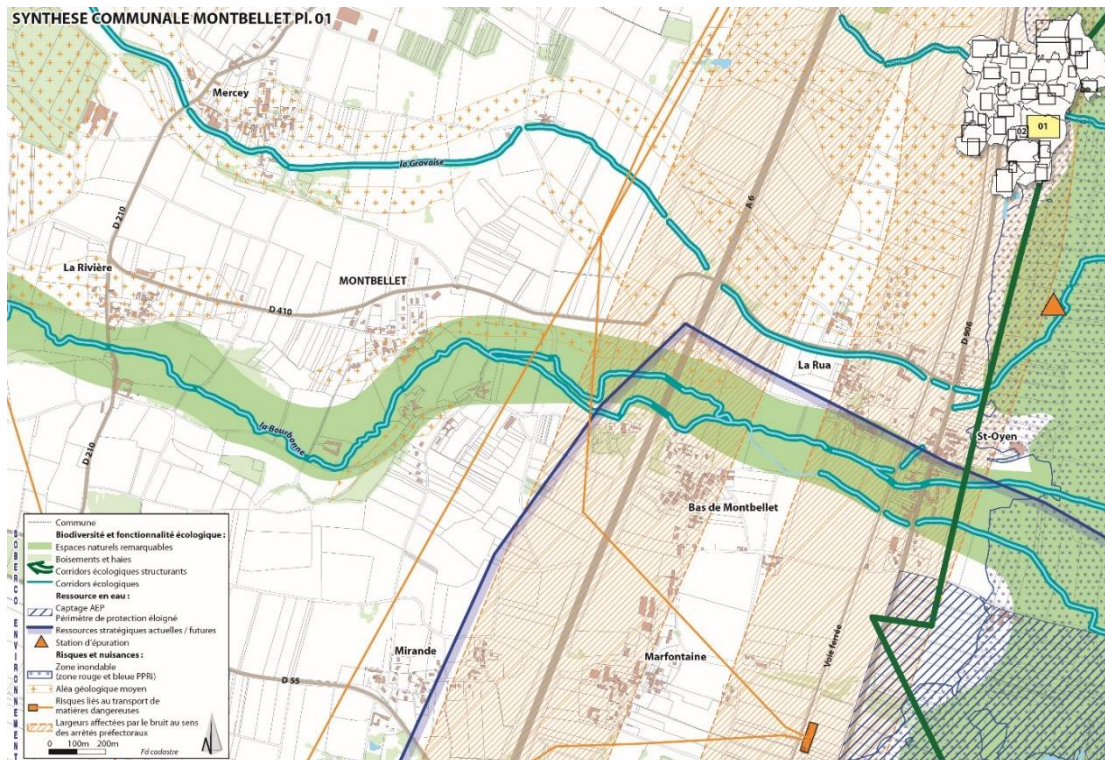 SYNTHESE COMMUNALE MONTBELLET Pl. 01
Mercey
la Gravaise
D 210
A 6
02
01
La Rivière
MONTBELLET
D 410
D 906
La Rua
la Bourbonne
St-Oyen
D 210
Bas de Montbellet
Mirande
Marfontaine
Voie ferrée
D 55
SOBERCO ENVIRONNEMENT
Commune
Biodiversité et fonctionnalité écologique :
Espaces naturels remarquables
Boisements et haies
Corridors écologiques structurants
Corridors écologiques
Ressource en eau :
Captage AEP
Périmètre de protection éloigné
Ressources stratégiques actuelles / futures
Station d'épuration
Risques et nuisances :
Zone inondable
(zone rouge et bleue PPRi)
Aléa géologique moyen
Risques liés au transport de
matières dangereuses
Largeurs affectées par le bruit au sens
des arrêtés préfectoraux
0 100m 200m
Fd cadastre
N